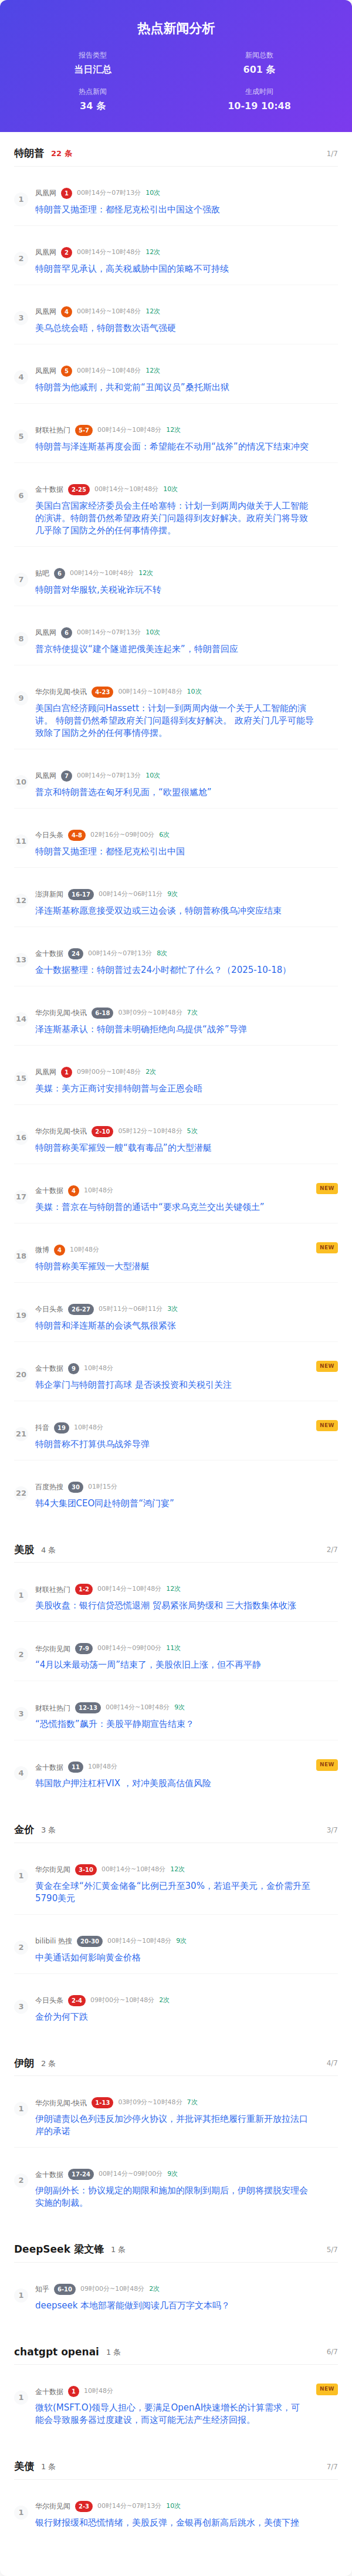 热点新闻分析
报告类型
当日汇总
新闻总数
601 条
热点新闻
34 条
生成时间
10-19 10:48
特朗普 22 条 1/7
1 凤凰网 1 00时14分~07时13分 10次
特朗普又抛歪理：都怪尼克松引出中国这个强敌
2 凤凰网 2 00时14分~10时48分 12次
特朗普罕见承认，高关税威胁中国的策略不可持续
3 凤凰网 4 00时14分~10时48分 12次
美乌总统会晤，特朗普数次语气强硬
4 凤凰网 5 00时14分~10时48分 12次
特朗普为他减刑，共和党前“丑闻议员”桑托斯出狱
5 财联社热门 5-7 00时14分~10时48分 12次
特朗普与泽连斯基再度会面：希望能在不动用“战斧”的情况下结束冲突
6 金十数据 2-25 00时14分~10时48分 10次
美国白宫国家经济委员会主任哈塞特：计划一到两周内做关于人工智能
的演讲。特朗普仍然希望政府关门问题得到友好解决。政府关门将导致
几乎除了国防之外的任何事情停摆。
7 贴吧 6 00时14分~10时48分 12次
特朗普对华服软,关税讹诈玩不转
8 凤凰网 6 00时14分~07时13分 10次
普京特使提议“建个隧道把俄美连起来”，特朗普回应
9 华尔街见闻-快讯 4-23 00时14分~10时48分 10次
美国白宫经济顾问Hassett：计划一到两周内做一个关于人工智能的演
讲。 特朗普仍然希望政府关门问题得到友好解决。 政府关门几乎可能导
致除了国防之外的任何事情停摆。
10 凤凰网 7 00时14分~07时13分 10次
普京和特朗普选在匈牙利见面，“欧盟很尴尬”
11 今日头条 4-8 02时16分~09时00分 6次
特朗普又抛歪理：都怪尼克松引出中国
12 澎湃新闻 16-17 00时14分~06时11分 9次
泽连斯基称愿意接受双边或三边会谈，特朗普称俄乌冲突应结束
13 金十数据 24 00时14分~07时13分 8次
金十数据整理：特朗普过去24小时都忙了什么？（2025-10-18）
14 华尔街见闻-快讯 6-18 03时09分~10时48分 7次
泽连斯基承认：特朗普未明确拒绝向乌提供“战斧”导弹
15 凤凰网 1 09时00分~10时48分 2次
美媒：美方正商讨安排特朗普与金正恩会晤
16 华尔街见闻-快讯 2-10 05时12分~10时48分 5次
特朗普称美军摧毁一艘“载有毒品”的大型潜艇
17 金十数据 4 10时48分 NEW
美媒：普京在与特朗普的通话中“要求乌克兰交出关键领土”
18 微博 4 10时48分 NEW
特朗普称美军摧毁一大型潜艇
19 今日头条 26-27 05时11分~06时11分 3次
特朗普和泽连斯基的会谈气氛很紧张
20 金十数据 9 10时48分 NEW
韩企掌门与特朗普打高球 是否谈投资和关税引关注
21 抖音 19 10时48分 NEW
特朗普称不打算供乌战斧导弹
22 百度热搜 30 01时15分
韩4大集团CEO同赴特朗普“鸿门宴”
美股 4 条 2/7
1 财联社热门 1-2 00时14分~10时48分 12次
美股收盘：银行信贷恐慌退潮 贸易紧张局势缓和 三大指数集体收涨
2 华尔街见闻 7-9 00时14分~09时00分 11次
“4月以来最动荡一周”结束了，美股依旧上涨，但不再平静
3 财联社热门 12-13 00时14分~10时48分 9次
“恐慌指数”飙升：美股平静期宣告结束？
4 金十数据 11 10时48分 NEW
韩国散户押注杠杆VIX ，对冲美股高估值风险
金价 3 条 3/7
1 华尔街见闻 3-10 00时14分~10时48分 12次
黄金在全球“外汇黄金储备”比例已升至30%，若追平美元，金价需升至
5790美元
2 bilibili 热搜 20-30 00时14分~10时48分 9次
中美通话如何影响黄金价格
3 今日头条 2-4 09时00分~10时48分 2次
金价为何下跌
伊朗 2 条 4/7
1 华尔街见闻-快讯 1-13 03时09分~10时48分 7次
伊朗谴责以色列违反加沙停火协议，并批评其拒绝履行重新开放拉法口
岸的承诺
2 金十数据 17-24 00时14分~09时00分 9次
伊朗副外长：协议规定的期限和施加的限制到期后，伊朗将摆脱安理会
实施的制裁。
DeepSeek 梁文锋 1 条 5/7
1 知乎 6-10 09时00分~10时48分 2次
deepseek 本地部署能做到阅读几百万字文本吗？
chatgpt openai 1 条 6/7
1 金十数据 1 10时48分 NEW
微软(MSFT.O)领导人担心，要满足OpenAI快速增长的计算需求，可
能会导致服务器过度建设，而这可能无法产生经济回报。
美债 1 条 7/7
1 华尔街见闻 2-3 00时14分~07时13分 10次
银行财报缓和恐慌情绪，美股反弹，金银再创新高后跳水，美债下挫